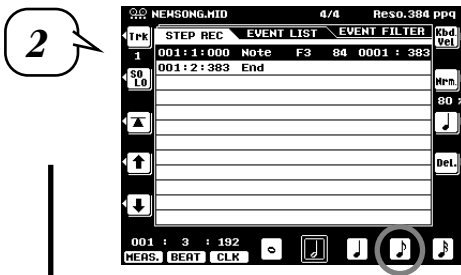 2
NEWSONG.MID 4/4 Reso.384 ppq
Trk STEP REC EVENT LIST EVENT FILTER Kbd. Vel
1 001:1:000 Note F3 84 0001 : 383
SO LO 001:2:383 End
Nrm.
80 %
Del.
001 : 3 : 192
MEAS. BEAT CLK